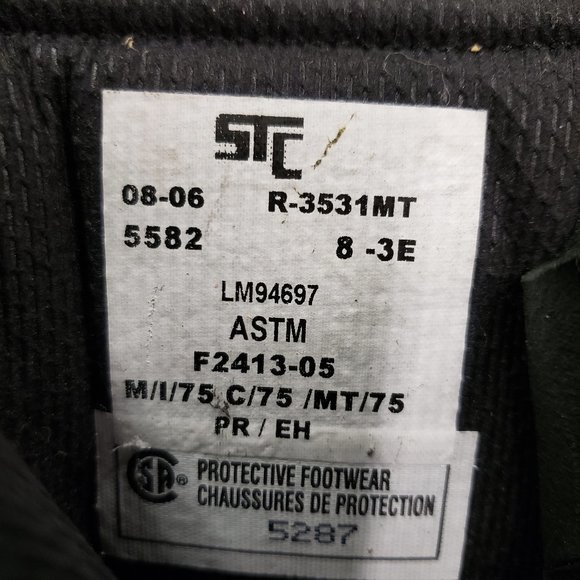 STC
08-06 R-3531MT
5582 8 -3E
LM94697
ASTM
F2413-05
M/I/75 C/75 /MT/75
PR / EH
CSA ® PROTECTIVE FOOTWEAR
CHAUSSURES DE PROTECTION
5287